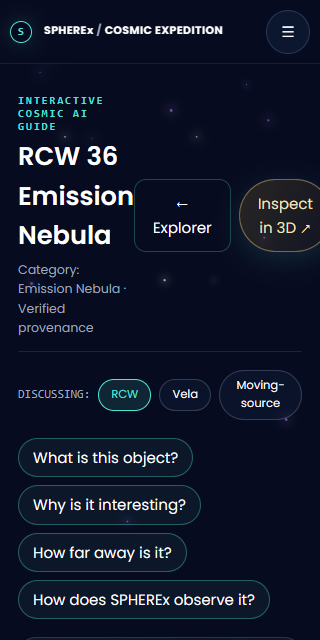 S SPHEREx / COSMIC EXPEDITION ☰
INTERACTIVE
COSMIC AI
GUIDE
RCW 36
Emission
Nebula
←
Explorer
Inspect
in 3D ↗
Category:
Emission Nebula ·
Verified
provenance
DISCUSSING: RCW Vela Moving-
source
What is this object?
Why is it interesting?
How far away is it?
How does SPHEREx observe it?